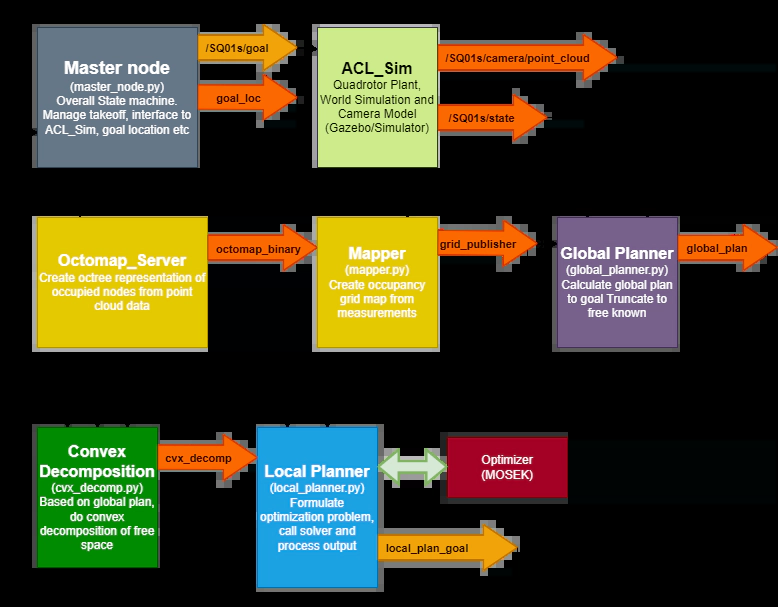 Master node
(master_node.py)
Overall State machine.
Manage takeoff, interface to
ACL_Sim, goal location etc
/SQ01s/goal
goal_loc
ACL_Sim
Quadrotor Plant,
World Simulation and
Camera Model
(Gazebo/Simulator)
/SQ01s/camera/point_cloud
/SQ01s/state
Octomap_Server
Create octree representation of
occupied nodes from point
cloud data
octomap_binary
Mapper
(mapper.py)
Create occupancy
grid map from
measurements
grid_publisher
Global Planner
(global_planner.py)
Calculate global plan
to goal Truncate to
free known
global_plan
Convex
Decomposition
(cvx_decomp.py)
Based on global plan,
do convex
decomposition of free
space
cvx_decomp
Local Planner
(local_planner.py)
Formulate
optimization problem,
call solver and
process output
Optimizer
(MOSEK)
local_plan_goal